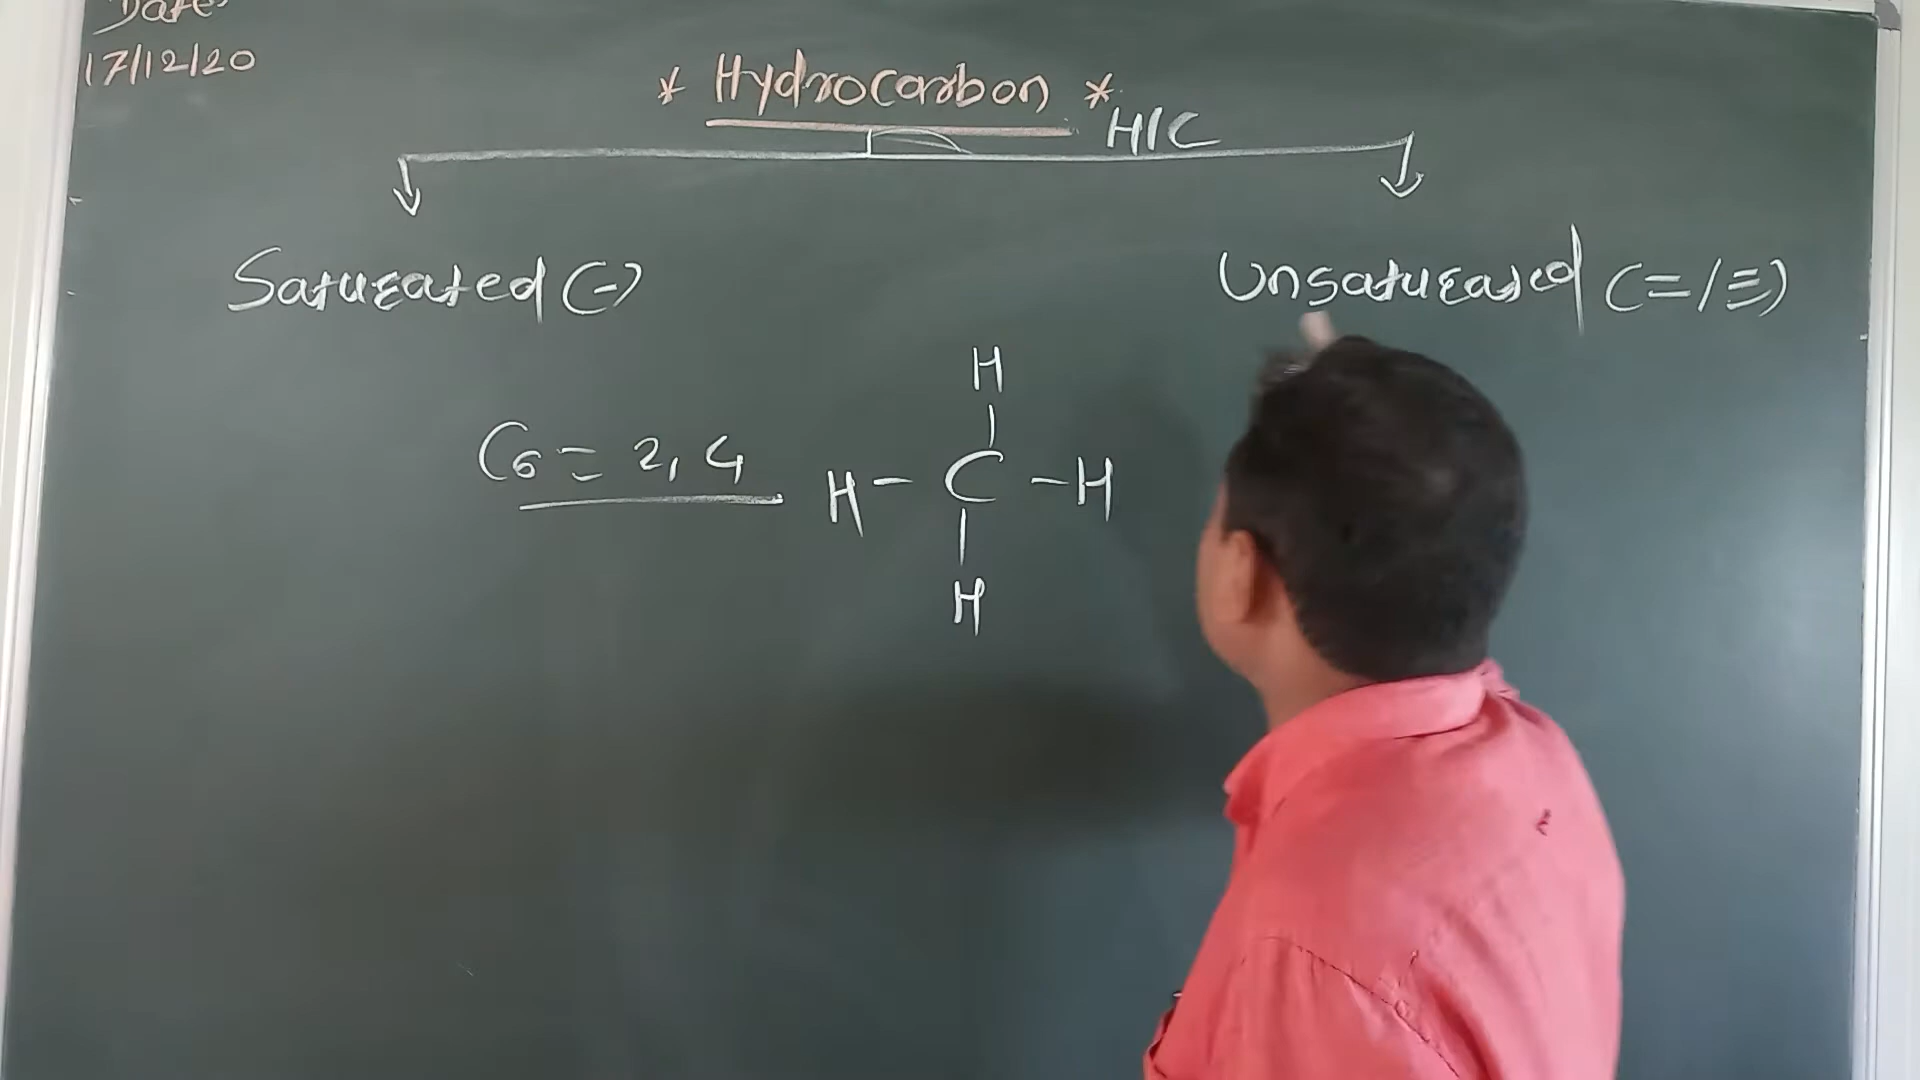 Date:
17/12/20
* Hydrocarbon *
H/C
Saturated (-)
Unsaturated (=/≡)
H
C6 = 2, 4
H - C - H
H